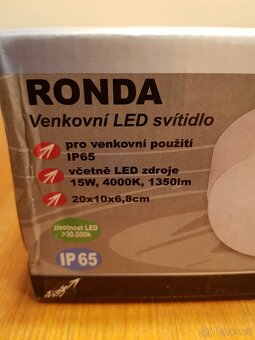 RONDA
Venkovní LED svítidlo
pro venkovní použití
IP65
včetně LED zdroje
15W, 4000K, 1350lm
20x10x6,8cm
životnost LED
>30.000h
IP 65